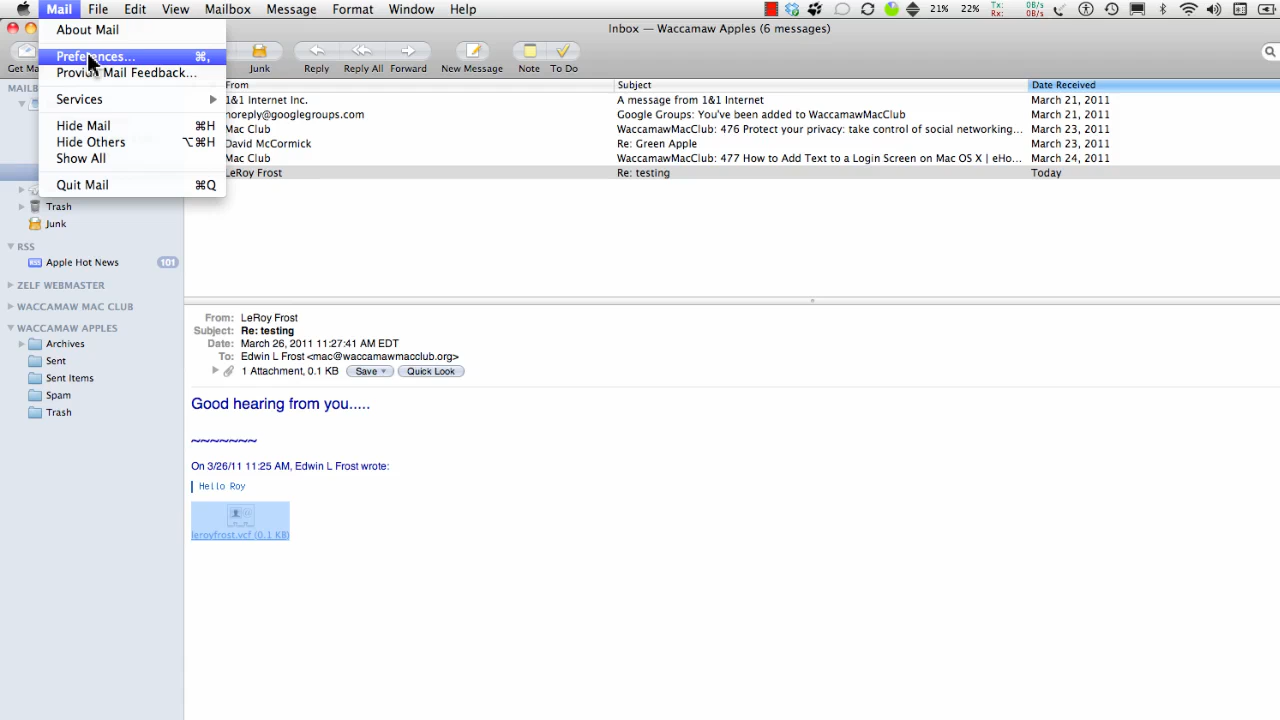 Mail File Edit View Mailbox Message Format Window Help 21% 22% Tx: Rx: 0B/s 0B/s
About Mail
Preferences... ⌘,
Provide Mail Feedback...
Services
Hide Mail ⌘H
Hide Others ⌥⌘H
Show All
Quit Mail ⌘Q
Inbox — Waccamaw Apples (6 messages)
Junk Reply Reply All Forward New Message Note To Do
From Subject Date Received
1&1 Internet Inc. A message from 1&1 Internet March 21, 2011
noreply@googlegroups.com Google Groups: You've been added to WaccamawMacClub March 21, 2011
Mac Club WaccamawMacClub: 476 Protect your privacy: take control of social networking... March 23, 2011
David McCormick Re: Green Apple March 23, 2011
Mac Club WaccamawMacClub: 477 How to Add Text to a Login Screen on Mac OS X | eHo... March 24, 2011
LeRoy Frost Re: testing Today
Trash
Junk
RSS
Apple Hot News 101
ZELF WEBMASTER
WACCAMAW MAC CLUB
WACCAMAW APPLES
Archives
Sent
Sent Items
Spam
Trash
From: LeRoy Frost
Subject: Re: testing
Date: March 26, 2011 11:27:41 AM EDT
To: Edwin L Frost <mac@waccamawmacclub.org>
1 Attachment, 0.1 KB Save Quick Look
Good hearing from you.....
~~~~~~~
On 3/26/11 11:25 AM, Edwin L Frost wrote:
Hello Roy
leroyfrost.vcf (0.1 KB)